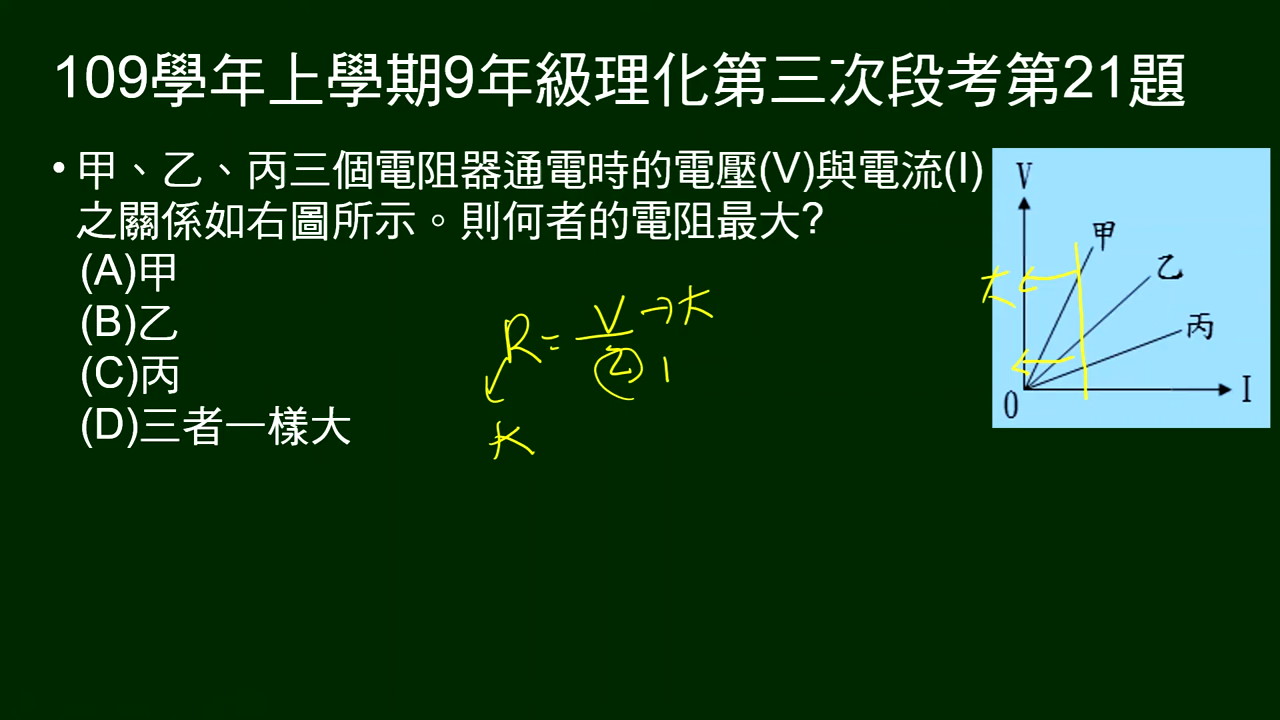 109學年上學期9年級理化第三次段考第21題
• 甲、乙、丙三個電阻器通電時的電壓(V)與電流(I)
之關係如右圖所示。則何者的電阻最大?
(A)甲
(B)乙
(C)丙
(D)三者一樣大
V
甲
乙
丙
0
I
大
R = V → 大
I
大